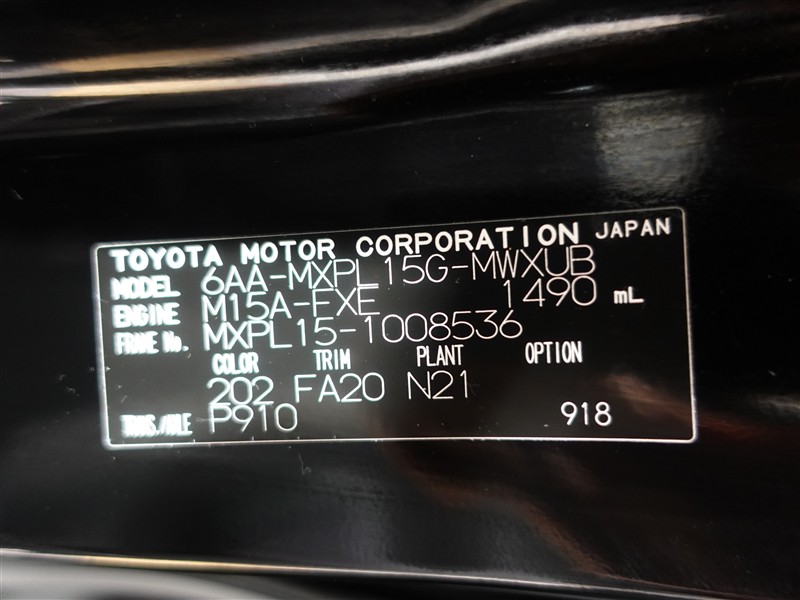 TOYOTA MOTOR CORPORATION JAPAN
MODEL 6AA-MXPL15G-MWXUB
ENGINE M15A-FXE 1490 mL
FRAME No. MXPL15-1008536
COLOR TRIM PLANT OPTION
202 FA20 N21
TRANS./AXLE P910 918